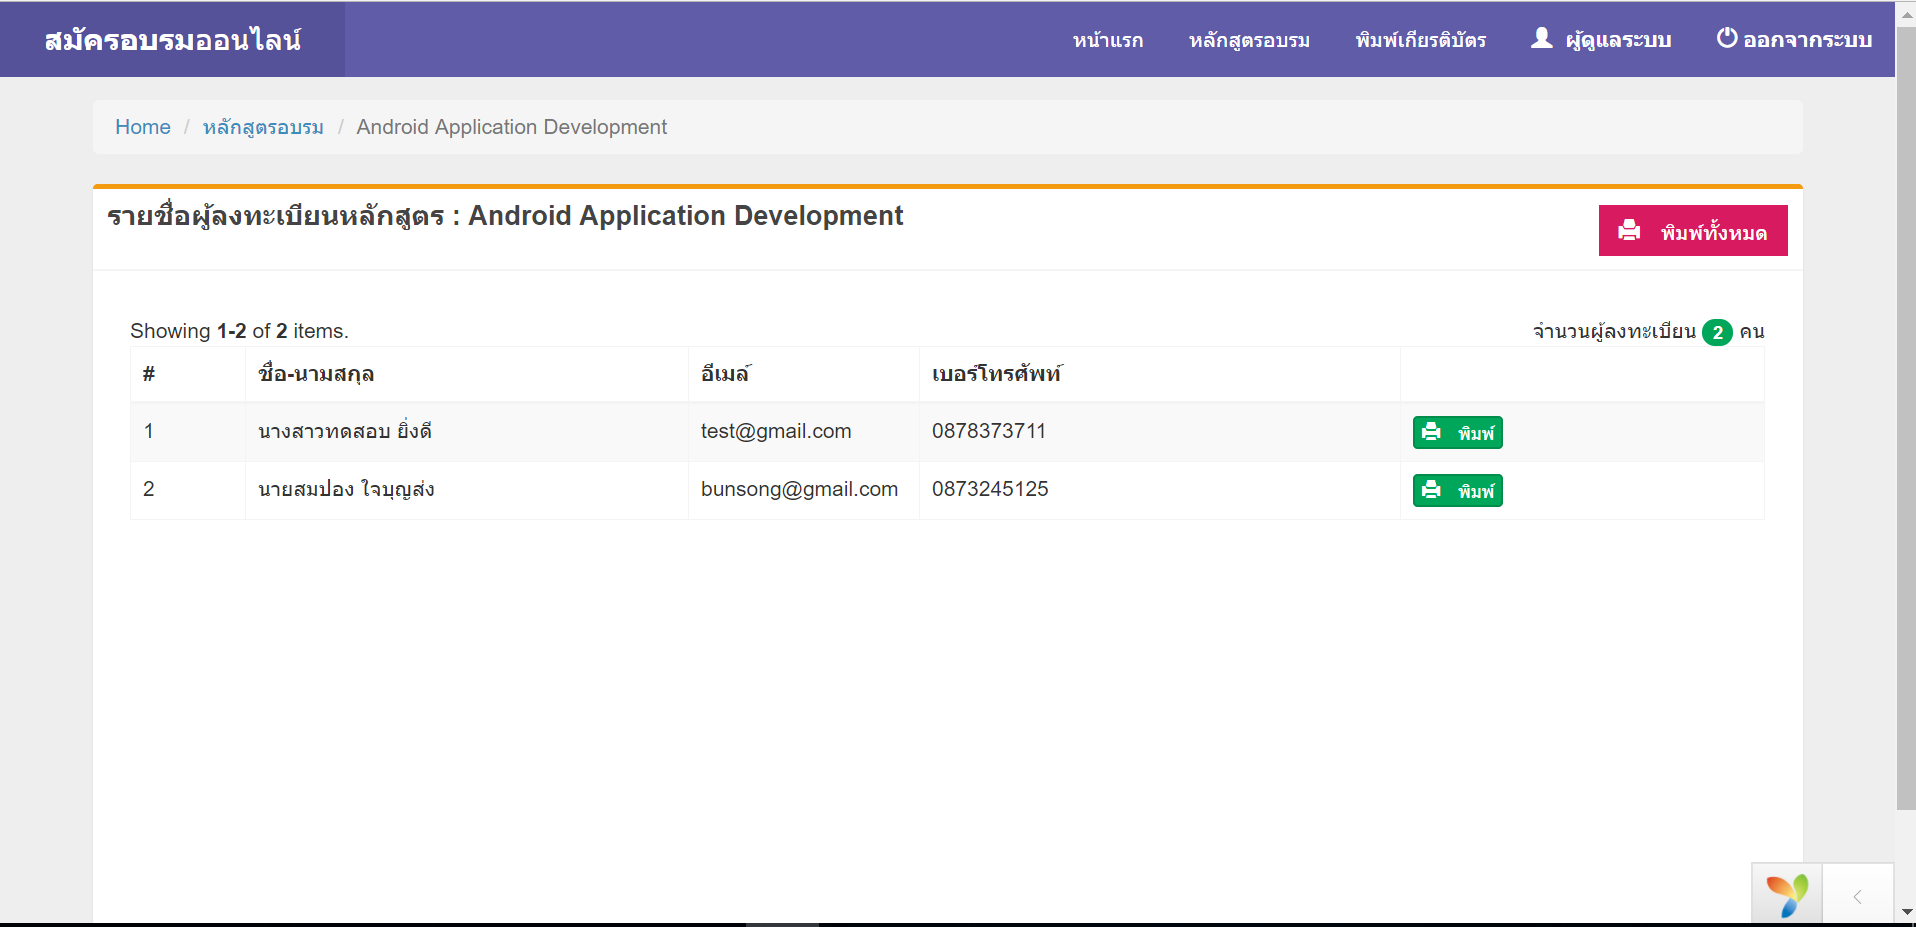 สมัครอบรมออนไลน์ หน้าแรก หลักสูตรอบรม พิมพ์เกียรติบัตร ผู้ดูแลระบบ ออกจากระบบ
Home / หลักสูตรอบรม / Android Application Development
รายชื่อผู้ลงทะเบียนหลักสูตร : Android Application Development
พิมพ์ทั้งหมด
Showing 1-2 of 2 items. จำนวนผู้ลงทะเบียน 2 คน
# ชื่อ-นามสกุล อีเมล์ เบอร์โทรศัพท์
1 นางสาวทดสอบ ยิ่งดี test@gmail.com 0878373711 พิมพ์
2 นายสมปอง ใจบุญส่ง bunsong@gmail.com 0873245125 พิมพ์